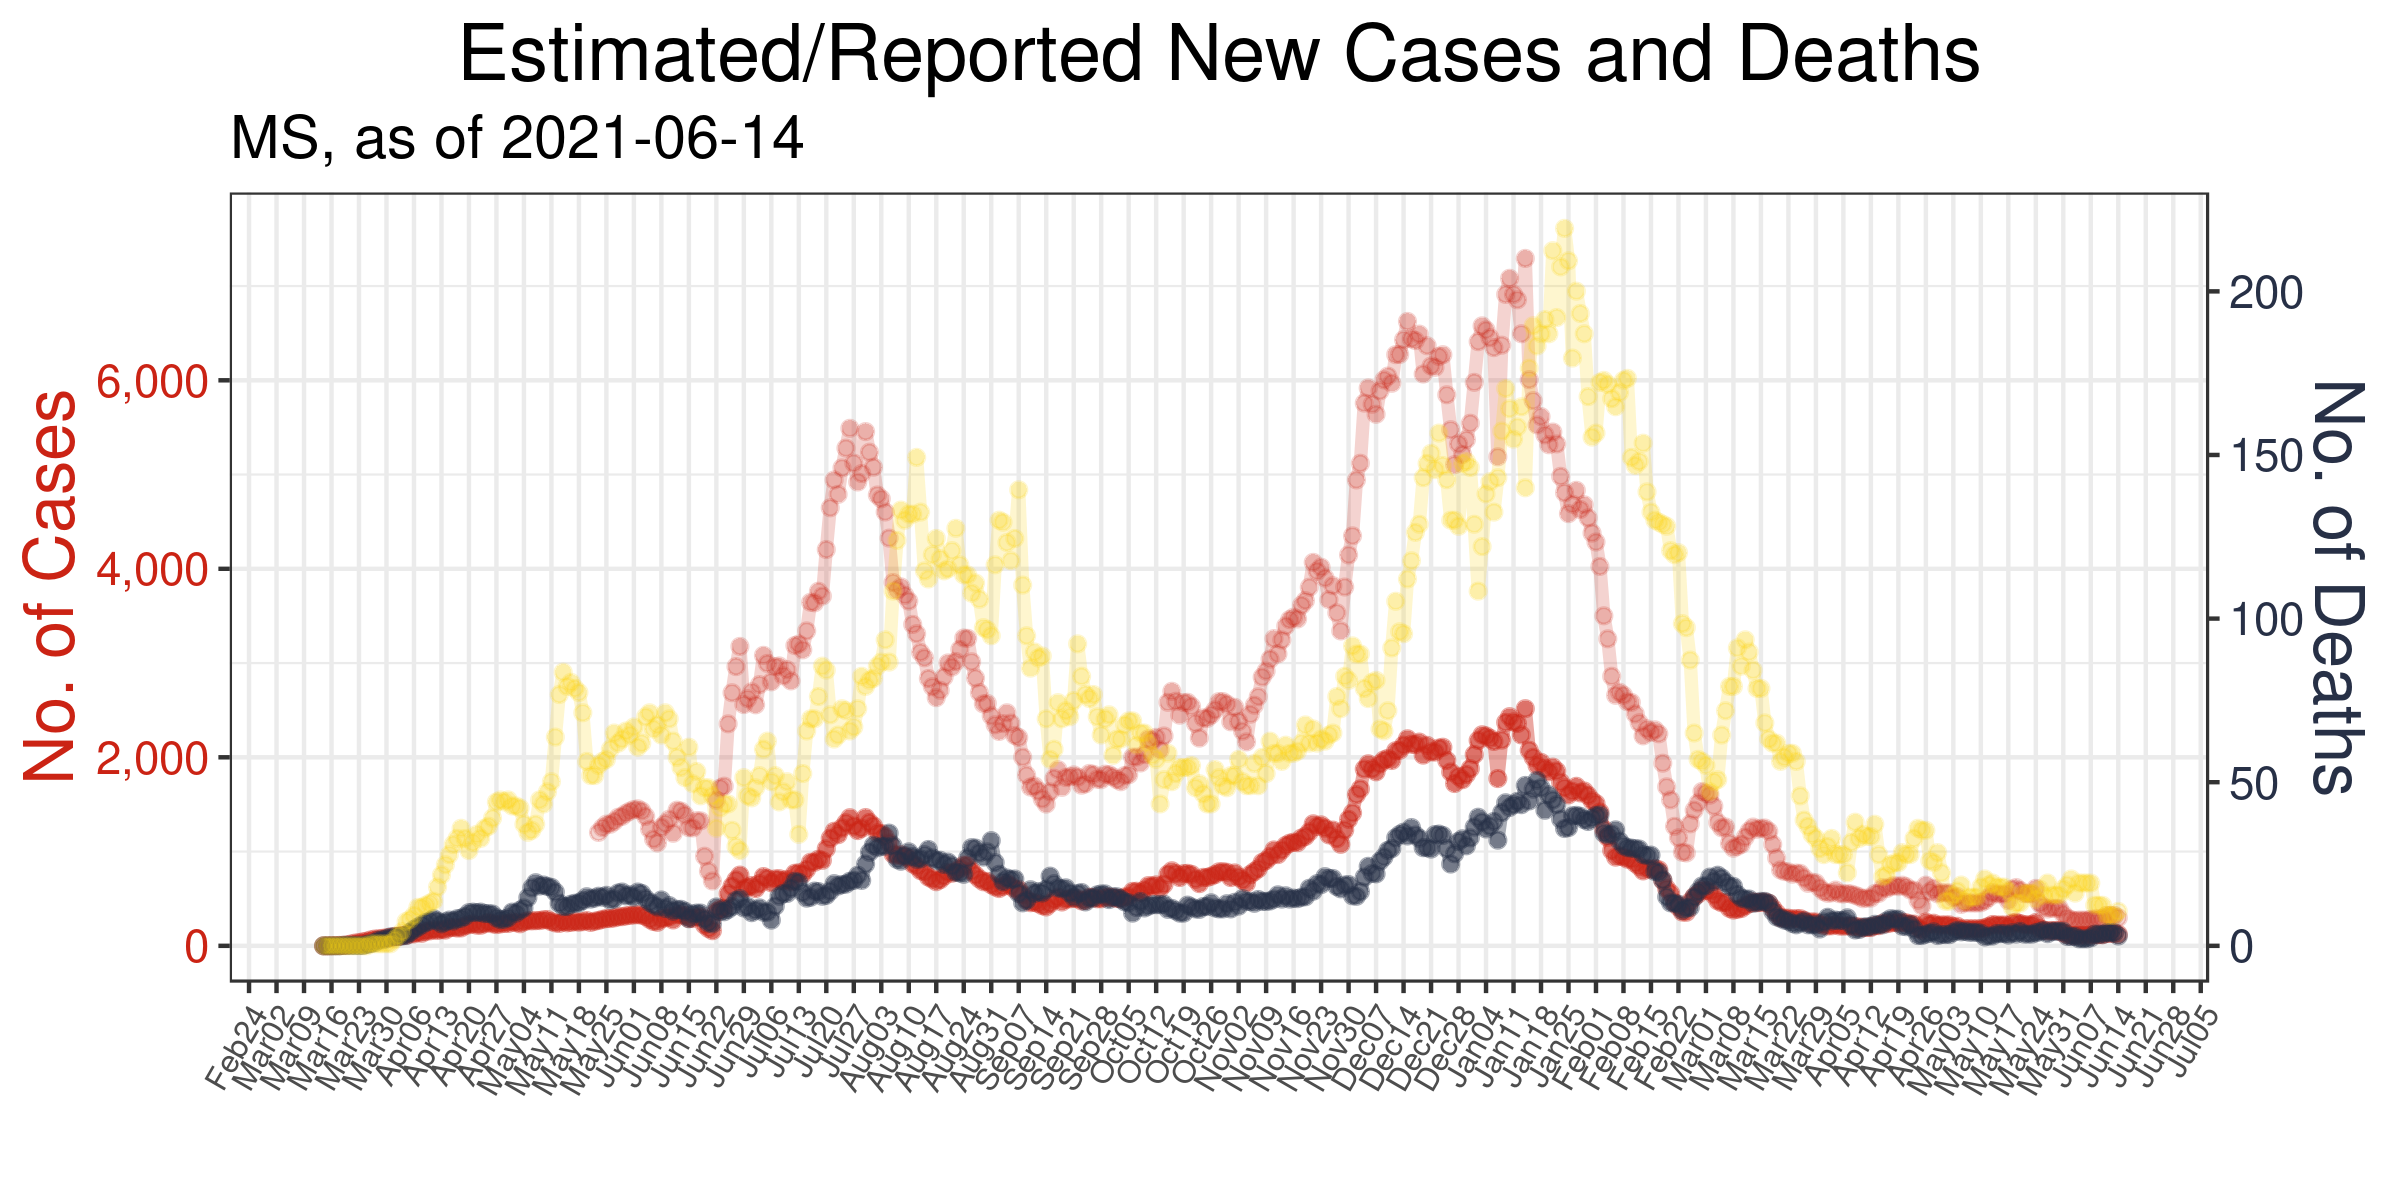 Estimated/Reported New Cases and Deaths
MS, as of 2021-06-14
No. of Cases
6,000
4,000
2,000
0
200
150
100
50
0
No. of Deaths
Feb24
Mar02
Mar09
Mar16
Mar23
Mar30
Apr06
Apr13
Apr20
Apr27
May04
May11
May18
May25
Jun01
Jun08
Jun15
Jun22
Jun29
Jul06
Jul13
Jul20
Jul27
Aug03
Aug10
Aug17
Aug24
Aug31
Sep07
Sep14
Sep21
Sep28
Oct05
Oct12
Oct19
Oct26
Nov02
Nov09
Nov16
Nov23
Nov30
Dec07
Dec14
Dec21
Dec28
Jan04
Jan11
Jan18
Jan25
Feb01
Feb08
Feb15
Feb22
Mar01
Mar08
Mar15
Mar22
Mar29
Apr05
Apr12
Apr19
Apr26
May03
May10
May17
May24
May31
Jun07
Jun14
Jun21
Jun28
Jul05